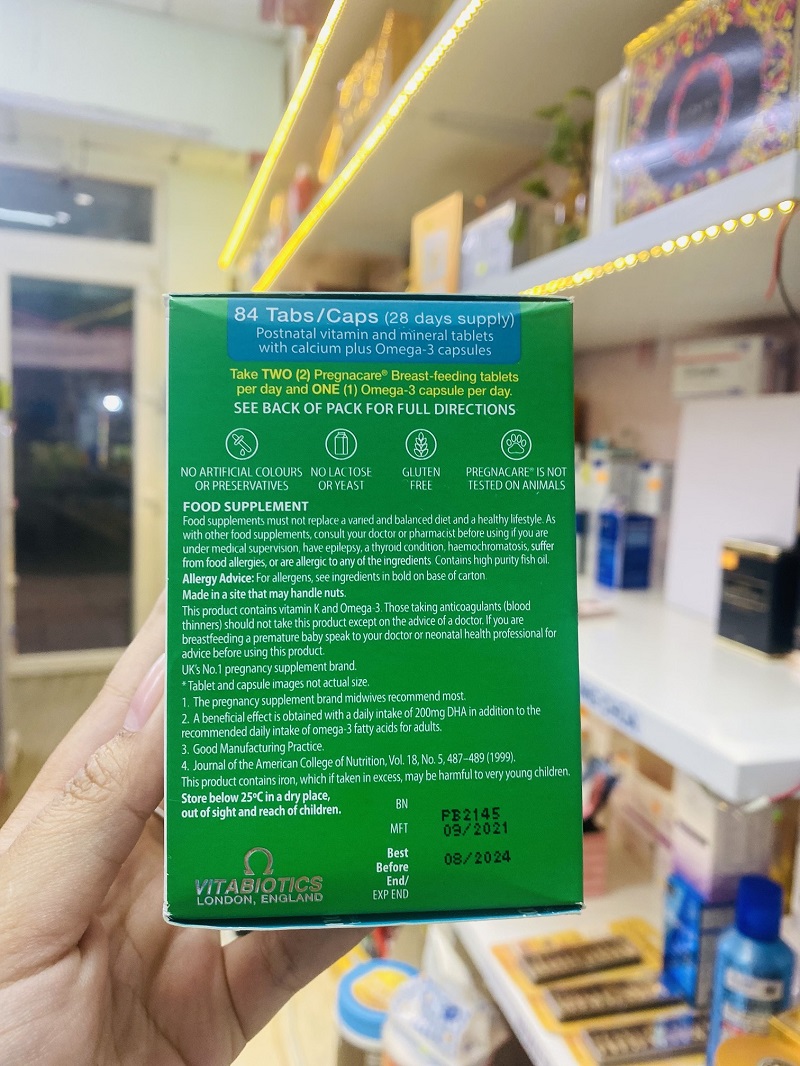 84 Tabs/Caps (28 days supply)
Postnatal vitamin and mineral tablets
with calcium plus Omega-3 capsules
Take TWO (2) Pregnacare® Breast-feeding tablets
per day and ONE (1) Omega-3 capsule per day.
SEE BACK OF PACK FOR FULL DIRECTIONS
NO ARTIFICIAL COLOURS
OR PRESERVATIVES
NO LACTOSE
OR YEAST
GLUTEN
FREE
PREGNACARE® IS NOT
TESTED ON ANIMALS
FOOD SUPPLEMENT
Food supplements must not replace a varied and balanced diet and a healthy lifestyle. As
with other food supplements, consult your doctor or pharmacist before using if you are
under medical supervision, have epilepsy, a thyroid condition, haemochromatosis, suffer
from food allergies, or are allergic to any of the ingredients. Contains high purity fish oil.
Allergy Advice: For allergens, see ingredients in bold on base of carton.
Made in a site that may handle nuts.
This product contains vitamin K and Omega-3. Those taking anticoagulants (blood
thinners) should not take this product except on the advice of a doctor. If you are
breastfeeding a premature baby speak to your doctor or neonatal health professional for
advice before using this product.
UK's No.1 pregnancy supplement brand.
* Tablet and capsule images not actual size.
1. The pregnancy supplement brand midwives recommend most.
2. A beneficial effect is obtained with a daily intake of 200mg DHA in addition to the
recommended daily intake of omega-3 fatty acids for adults.
3. Good Manufacturing Practice.
4. Journal of the American College of Nutrition, Vol. 18, No. 5, 487–489 (1999).
This product contains iron, which if taken in excess, may be harmful to very young children.
Store below 25ºC in a dry place,
out of sight and reach of children.
BN PB2145
MFT 09/2021
Best
Before
End/
EXP END
08/2024
VITABIOTICS
LONDON, ENGLAND